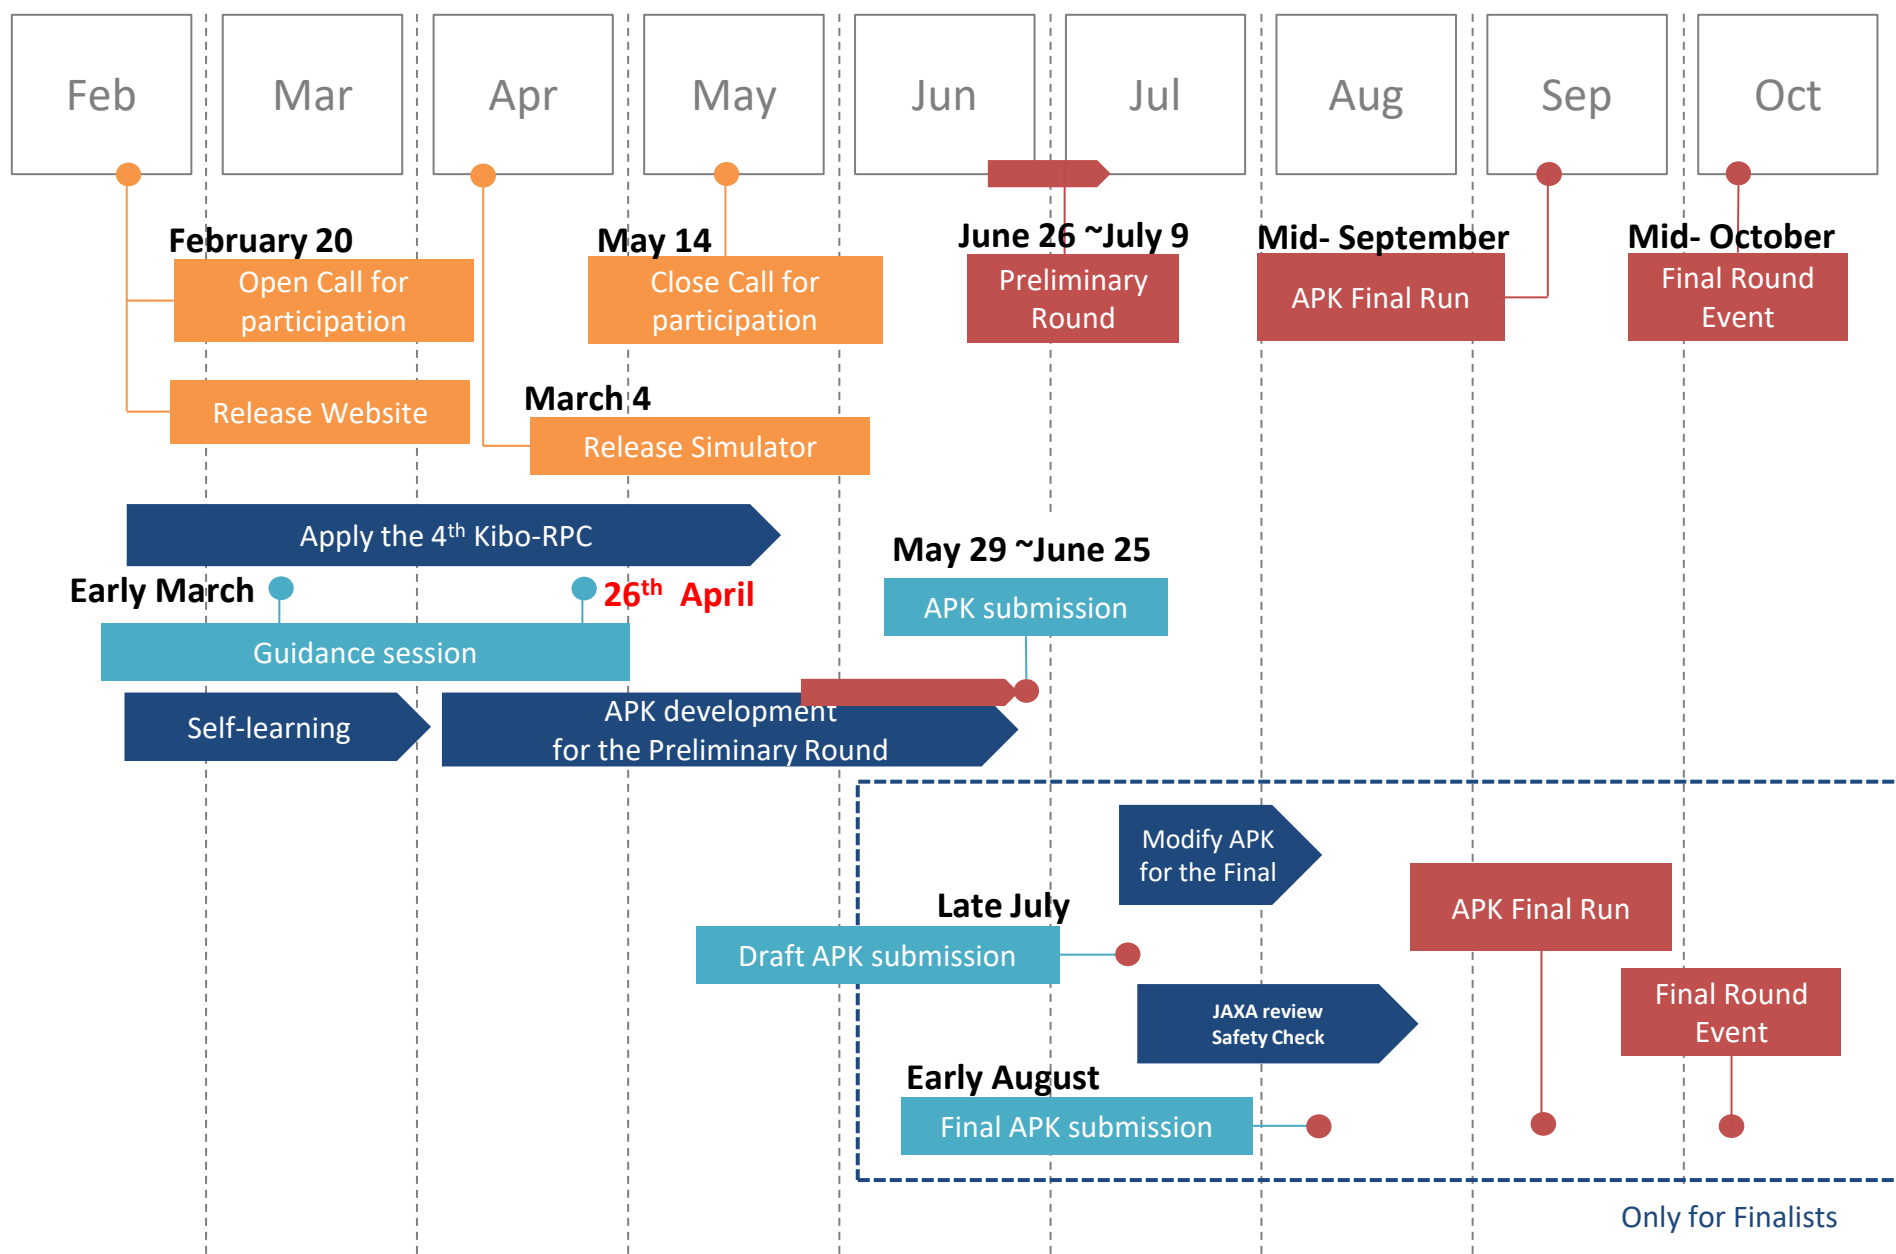 Feb
Mar
Apr
May
Jun
Jul
Aug
Sep
Oct
February 20
Open Call for
participation
Release Website
May 14
Close Call for
participation
March 4
Release Simulator
June 26 ~July 9
Preliminary
Round
Mid- September
APK Final Run
Mid- October
Final Round
Event
Apply the 4th Kibo-RPC
Early March
26th April
Guidance session
May 29 ~June 25
APK submission
Self-learning
APK development
for the Preliminary Round
Modify APK
for the Final
Late July
Draft APK submission
JAXA review
Safety Check
Early August
Final APK submission
APK Final Run
Final Round
Event
Only for Finalists